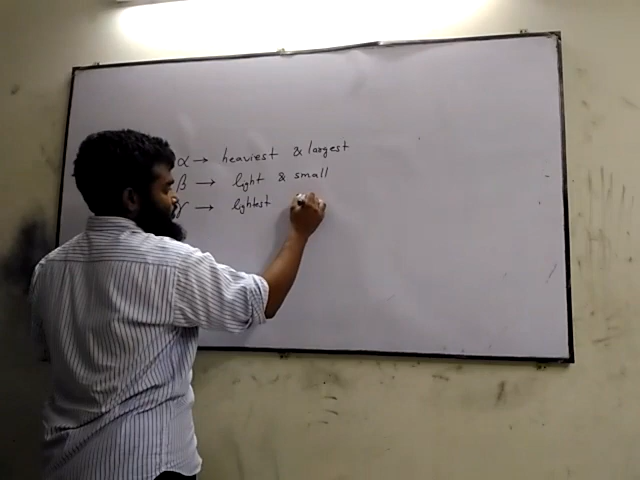 α → heaviest & largest
β → light & small
γ → lightest